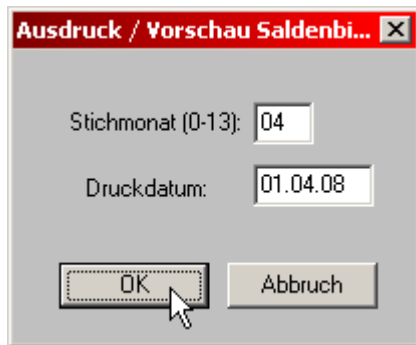 Ausdruck / Vorschau Saldenbi...
Stichmonat (0-13): 04
Druckdatum: 01.04.08
OK Abbruch